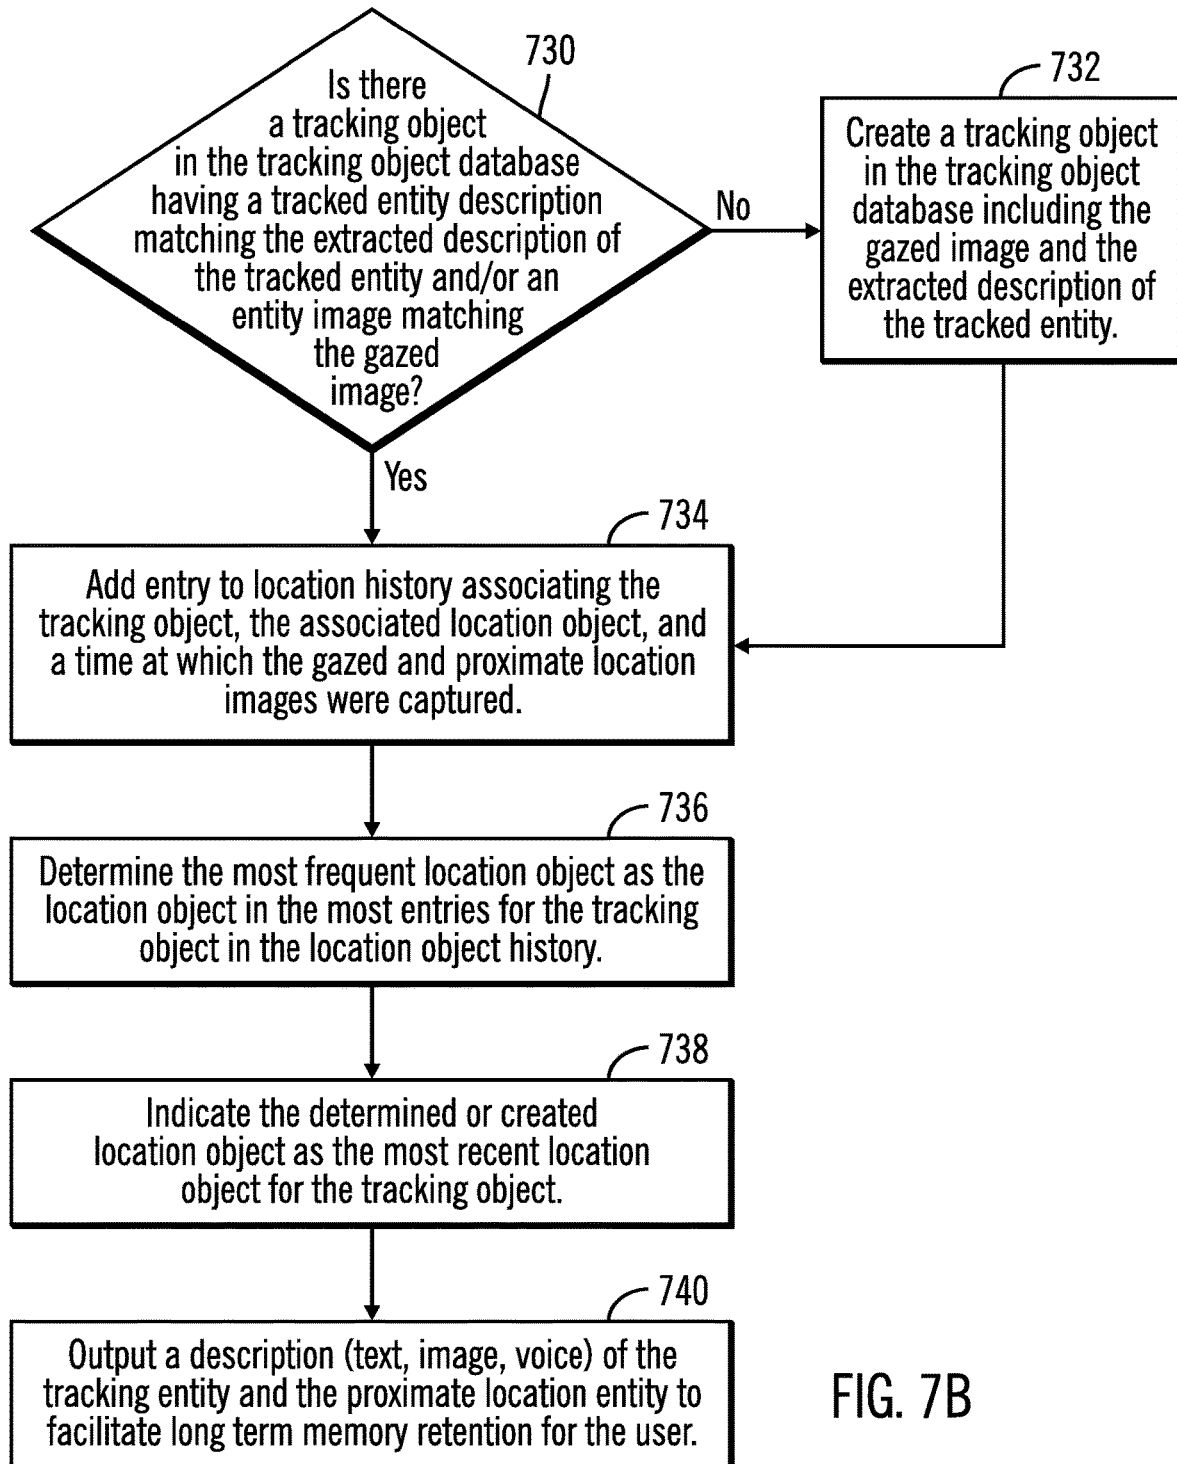 730
Is there
a tracking object
in the tracking object database
having a tracked entity description
matching the extracted description of
the tracked entity and/or an
entity image matching
the gazed
image?
No
732
Create a tracking object
in the tracking object
database including the
gazed image and the
extracted description of
the tracked entity.
Yes
734
Add entry to location history associating the
tracking object, the associated location object, and
a time at which the gazed and proximate location
images were captured.
736
Determine the most frequent location object as the
location object in the most entries for the tracking
object in the location object history.
738
Indicate the determined or created
location object as the most recent location
object for the tracking object.
740
Output a description (text, image, voice) of the
tracking entity and the proximate location entity to
facilitate long term memory retention for the user.
FIG. 7B